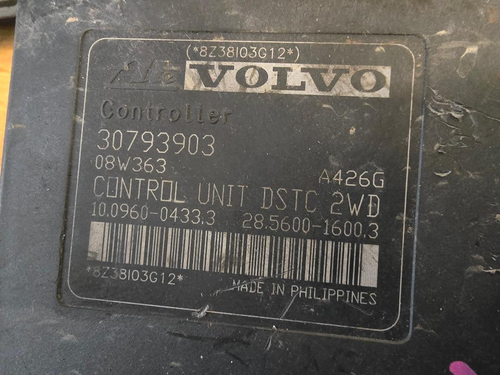 (*8Z38I03G12*)
Ate VOLVO
Controller
30793903
08W363 A426G
CONTROL UNIT DSTC 2WD
10.0960-0433.3 28.5600-1600.3
*8Z38I03G12* MADE IN PHILIPPINES